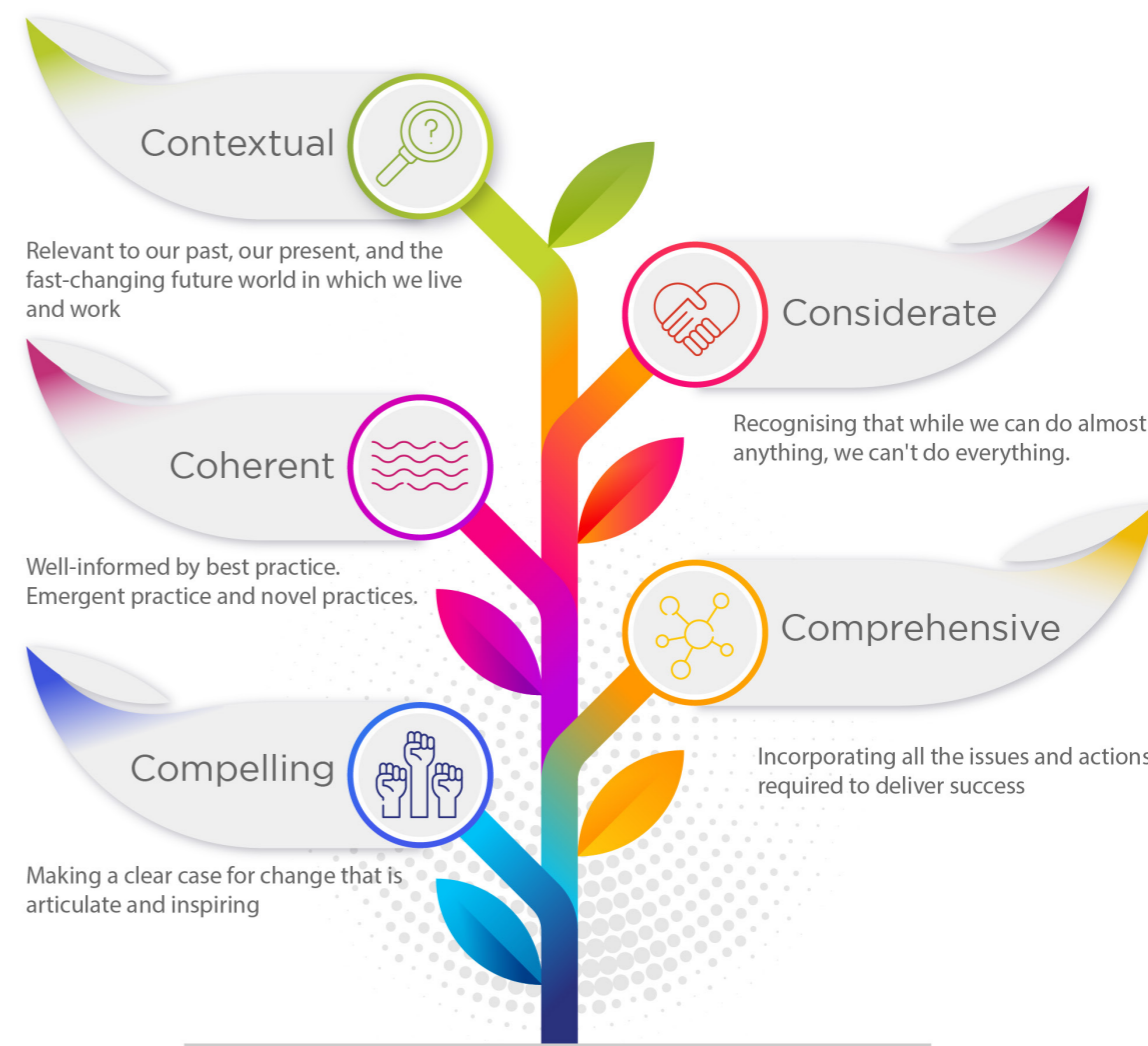 Contextual
?
Relevant to our past, our present, and the
fast-changing future world in which we live
and work
Considerate
Recognising that while we can do almost
anything, we can't do everything.
Coherent
Well-informed by best practice.
Emergent practice and novel practices.
Comprehensive
Incorporating all the issues and actions
required to deliver success
Compelling
Making a clear case for change that is
articulate and inspiring